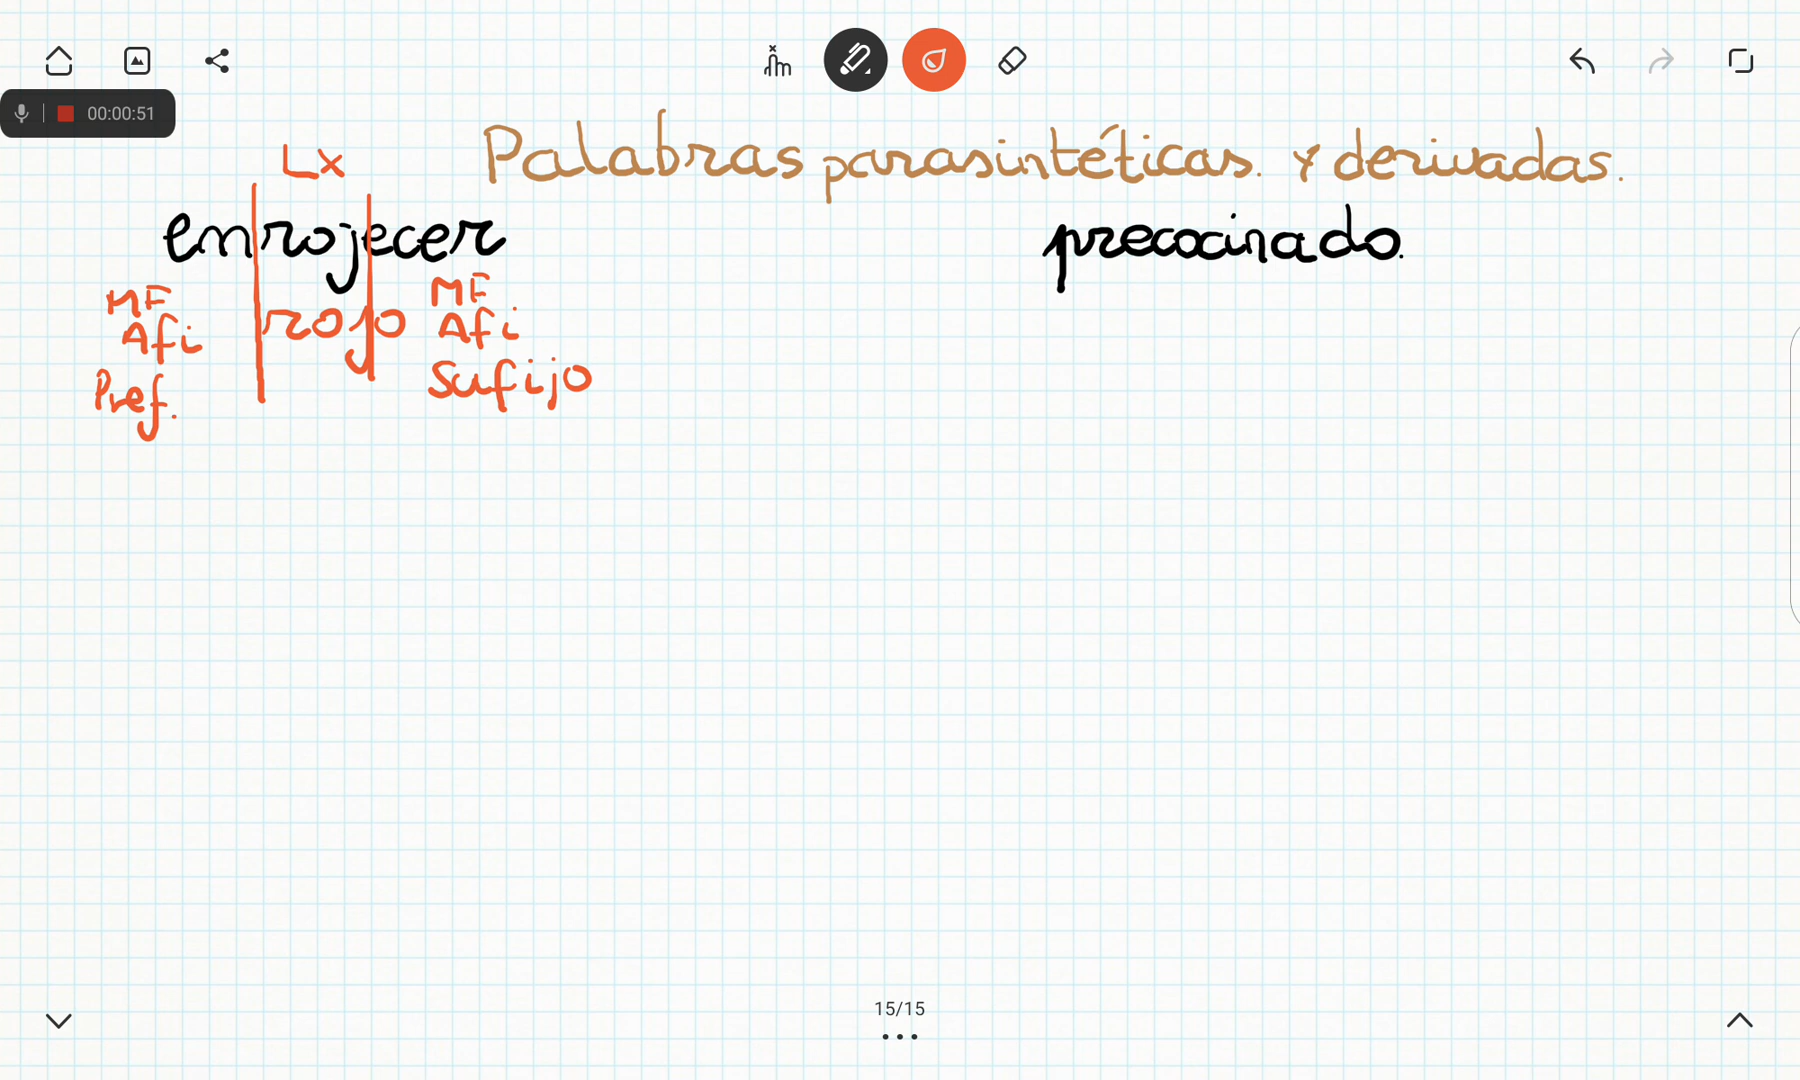 00:00:51
Palabras parasintéticas. y derivadas.
Lx
enrojecer
precocinado.
MF
Afi
Pref.
rojo
MF
Afi
Sufijo
15/15